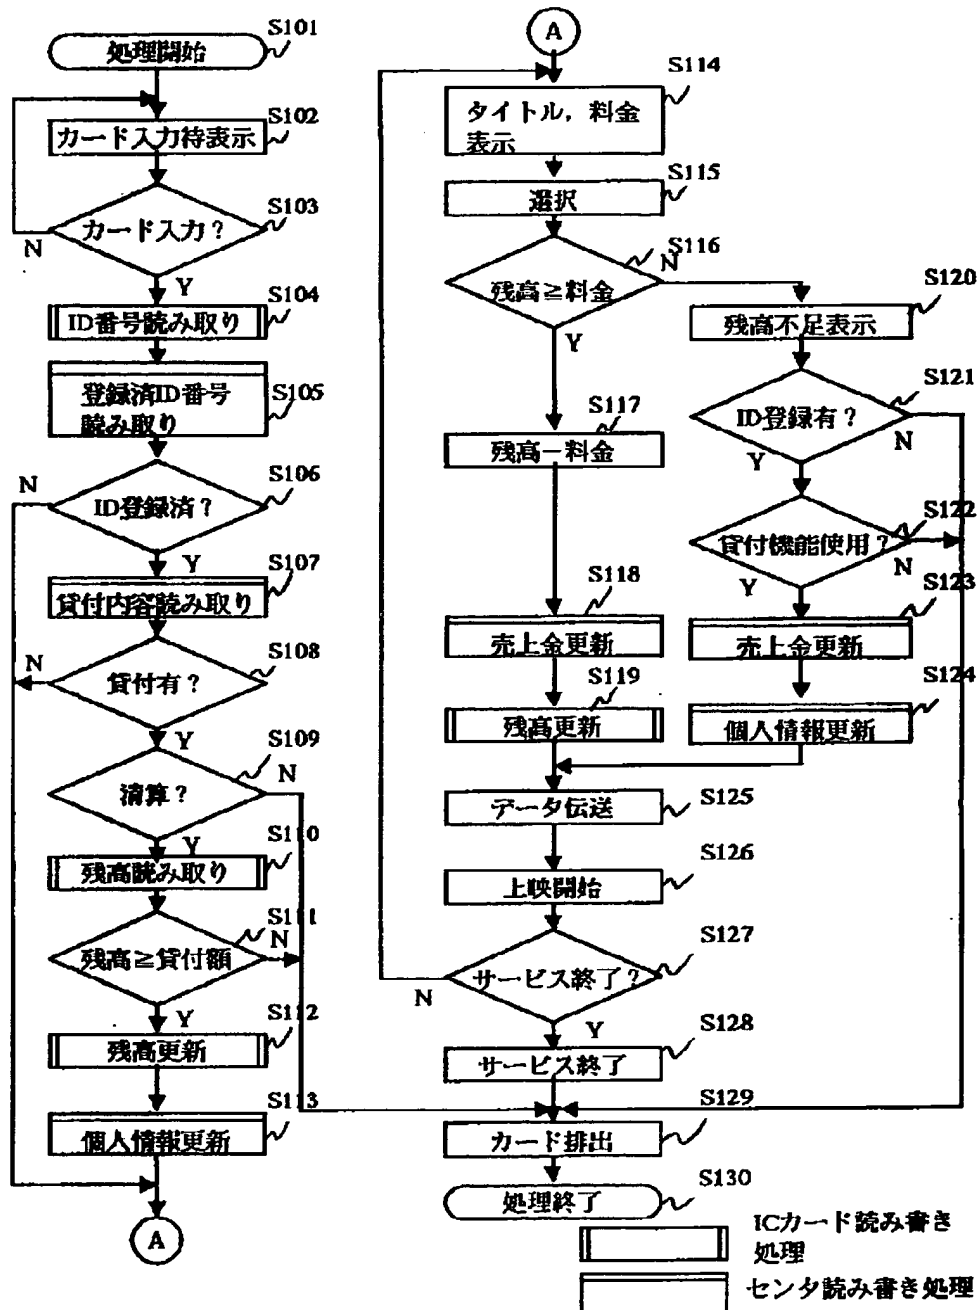 処理開始
S101
カード入力待表示
S102
カード入力?
S103
N
Y
ID番号読み取り
S104
登録済ID番号
読み取り
S105
ID登録済?
S106
N
Y
貸付内容読み取り
S107
貸付有?
S108
N
Y
清算?
S109
N
Y
残高読み取り
S110
残高≧貸付額
S111
N
Y
残高更新
S112
個人情報更新
S113
A
A
タイトル,料金
表示
S114
選択
S115
残高≧料金
S116
N
Y
残高−料金
S117
売上金更新
S118
残高更新
S119
残高不足表示
S120
ID登録有?
S121
N
Y
貸付機能使用?
S122
N
Y
売上金更新
S123
個人情報更新
S124
データ伝送
S125
上映開始
S126
サービス終了?
S127
N
Y
サービス終了
S128
カード排出
S129
処理終了
S130
ICカード読み書き
処理
センタ読み書き処理